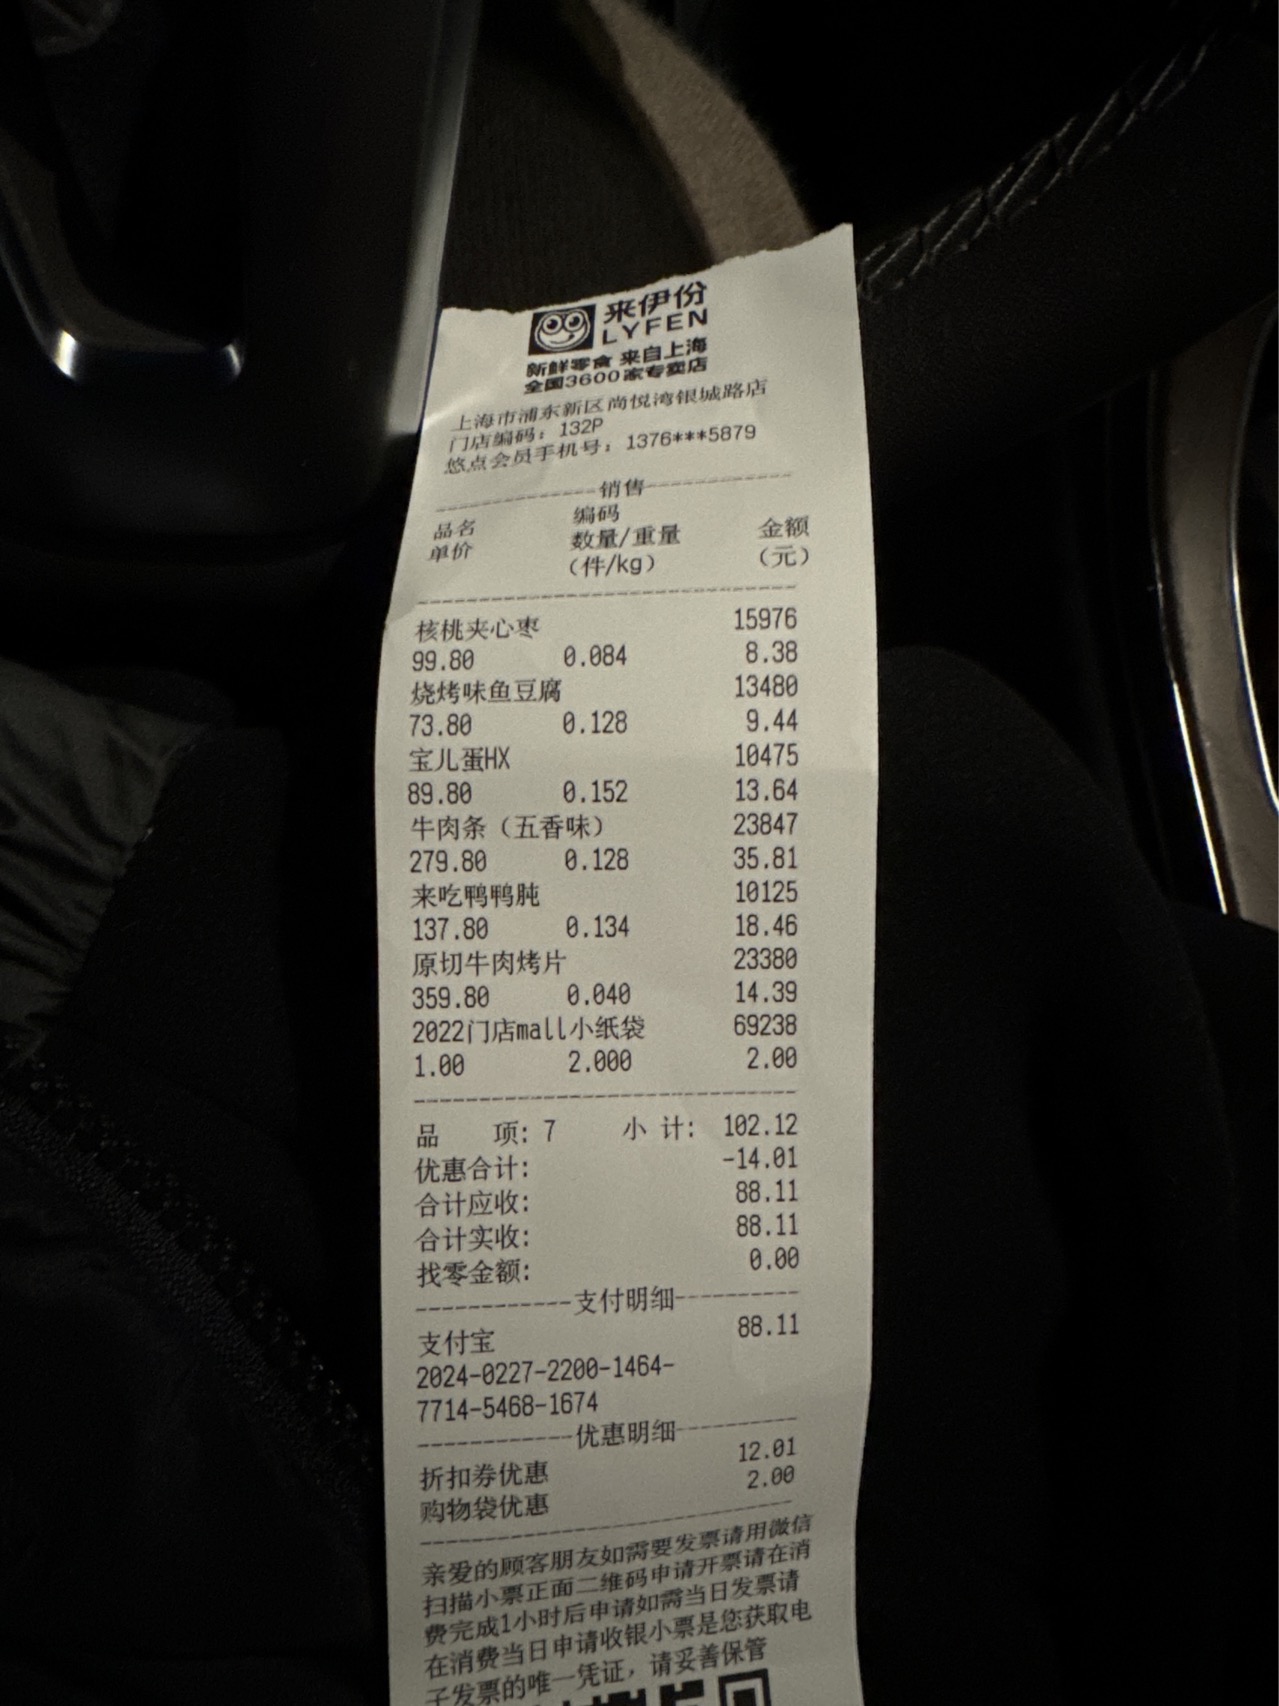 来伊份
LYFEN
新鲜零食 来自上海
全国3600家专卖店
上海市浦东新区尚悦湾银城路店
门店编码：132P
悠点会员手机号：1376***5879
销售
品名 编码 金额
单价 数量/重量 （元）
（件/kg）
核桃夹心枣 15976
99.80 0.084 8.38
烧烤味鱼豆腐 13480
73.80 0.128 9.44
宝儿蛋HX 10475
89.80 0.152 13.64
牛肉条（五香味） 23847
279.80 0.128 35.81
来吃鸭鸭肫 10125
137.80 0.134 18.46
原切牛肉烤片 23380
359.80 0.040 14.39
2022门店mall小纸袋 69238
1.00 2.000 2.00
品 项: 7 小 计: 102.12
优惠合计: -14.01
合计应收: 88.11
合计实收: 88.11
找零金额: 0.00
支付明细
支付宝 88.11
2024-0227-2200-1464-
7714-5468-1674
优惠明细
折扣券优惠 12.01
购物袋优惠 2.00
亲爱的顾客朋友如需要发票请用微信
扫描小票正面二维码申请开票请在消
费完成1小时后申请如需当日发票请
在消费当日申请收银小票是您获取电
子发票的唯一凭证，请妥善保管